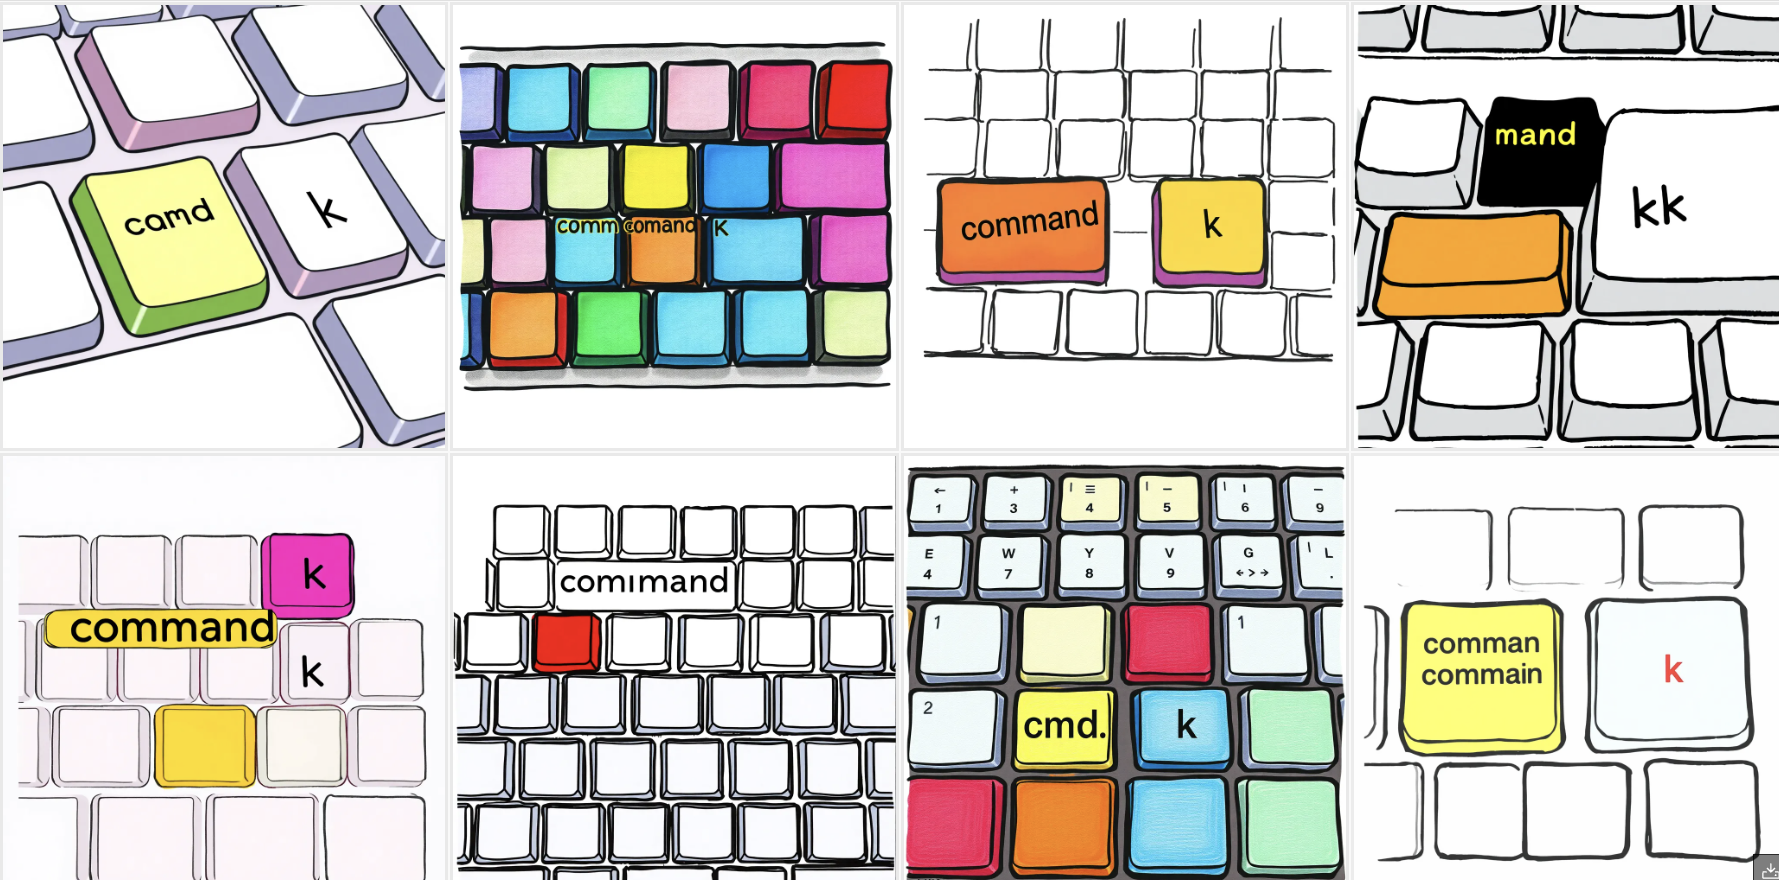 camd
k
comm comand K
command
k
mand
kk
k
command
k
comımand
← + | ≡ | − | | −
1 3 4 5 6 9
E W Y V G | L
4 7 8 9 <·> → .
1
1
2
cmd.
k
comman
commain
k